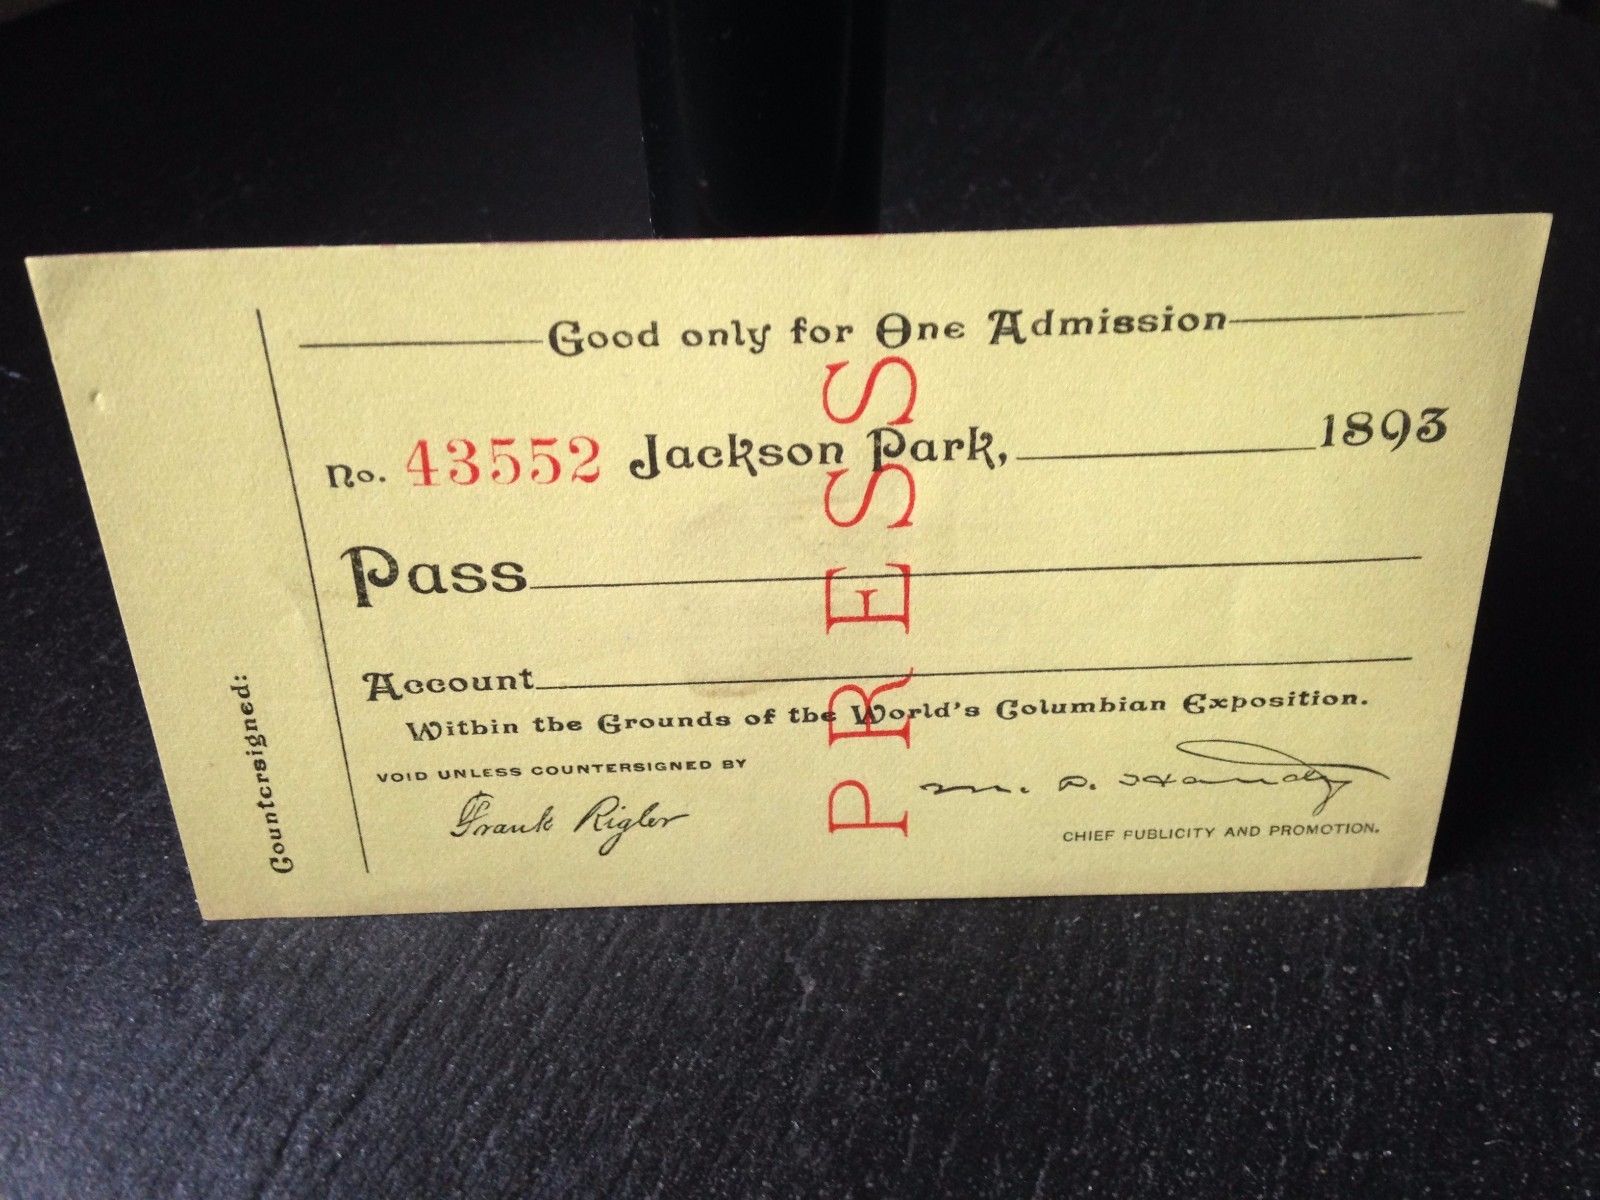 Good only for One Admission
No. 43552 Jackson Park, 1893
Pass
Account
Within the Grounds of the World's Columbian Exposition.
VOID UNLESS COUNTERSIGNED BY
Frank Rigler
M. P. Handy
CHIEF PUBLICITY AND PROMOTION.
PRESS
Countersigned: